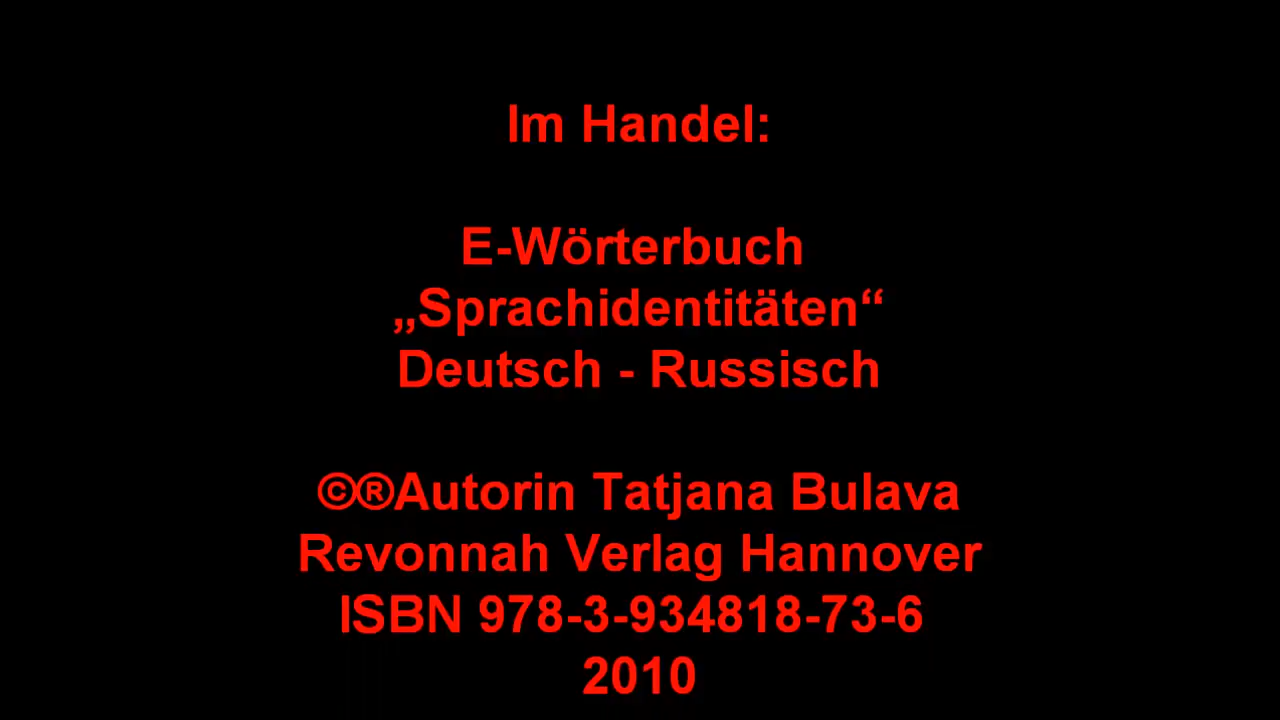 Im Handel:
E-Wörterbuch
„Sprachidentitäten“
Deutsch - Russisch
©®Autorin Tatjana Bulava
Revonnah Verlag Hannover
ISBN 978-3-934818-73-6
2010